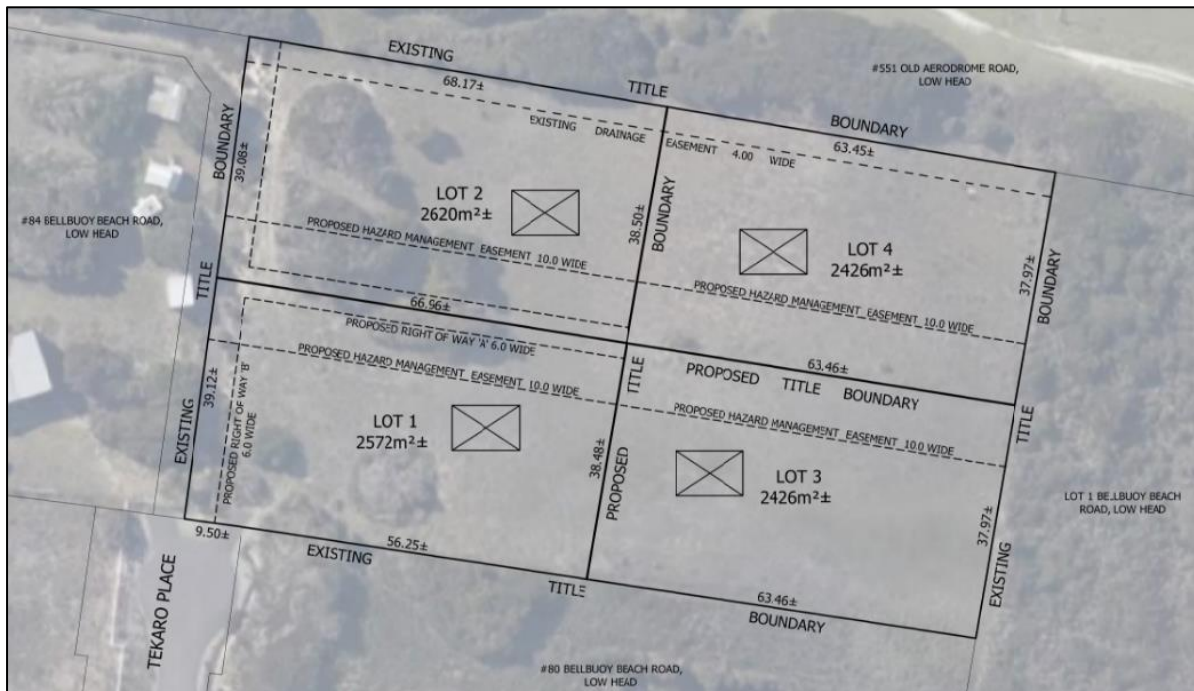 EXISTING
68.17±
TITLE
BOUNDARY
63.45±
#551 OLD AERODROME ROAD,
LOW HEAD
BOUNDARY
39.08±
EXISTING DRAINAGE EASEMENT 4.00 WIDE
LOT 2
2620m²±
#84 BELLBUOY BEACH ROAD,
LOW HEAD
PROPOSED HAZARD MANAGEMENT EASEMENT 10.0 WIDE
38.50±
BOUNDARY
LOT 4
2426m²±
37.97±
BOUNDARY
TITLE
PROPOSED HAZARD MANAGEMENT EASEMENT 10.0 WIDE
66.96±
PROPOSED RIGHT OF WAY 'A' 6.0 WIDE
PROPOSED HAZARD MANAGEMENT EASEMENT 10.0 WIDE
TITLE
63.46±
PROPOSED TITLE BOUNDARY
TITLE
39.12±
EXISTING
PROPOSED RIGHT OF WAY 'B'
6.0 WIDE
LOT 1
2572m²±
PROPOSED HAZARD MANAGEMENT EASEMENT 10.0 WIDE
38.48±
PROPOSED
LOT 3
2426m²±
LOT 1 BELLBUOY BEACH
ROAD, LOW HEAD
37.97±
EXISTING
9.50±
EXISTING
56.25±
TITLE
63.46±
BOUNDARY
TEKARO PLACE
#80 BELLBUOY BEACH ROAD,
LOW HEAD